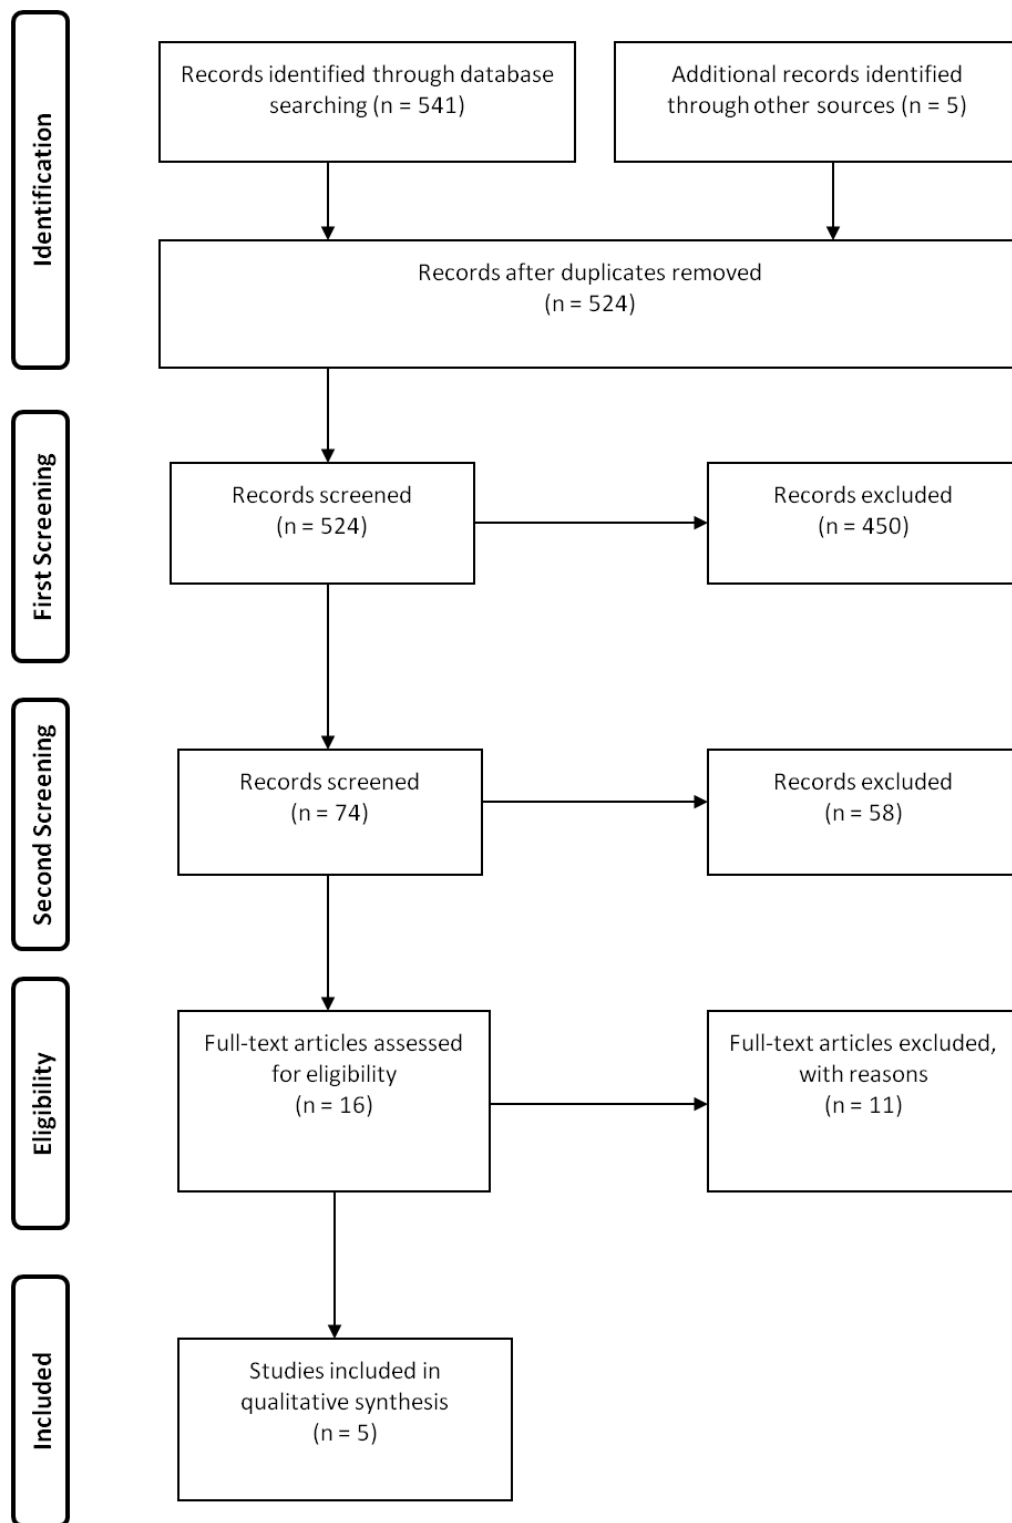 Identification
Records identified through database
searching (n = 541)
Additional records identified
through other sources (n = 5)
Records after duplicates removed
(n = 524)
First Screening
Records screened
(n = 524)
Records excluded
(n = 450)
Second Screening
Records screened
(n = 74)
Records excluded
(n = 58)
Eligibility
Full-text articles assessed
for eligibility
(n = 16)
Full-text articles excluded,
with reasons
(n = 11)
Included
Studies included in
qualitative synthesis
(n = 5)